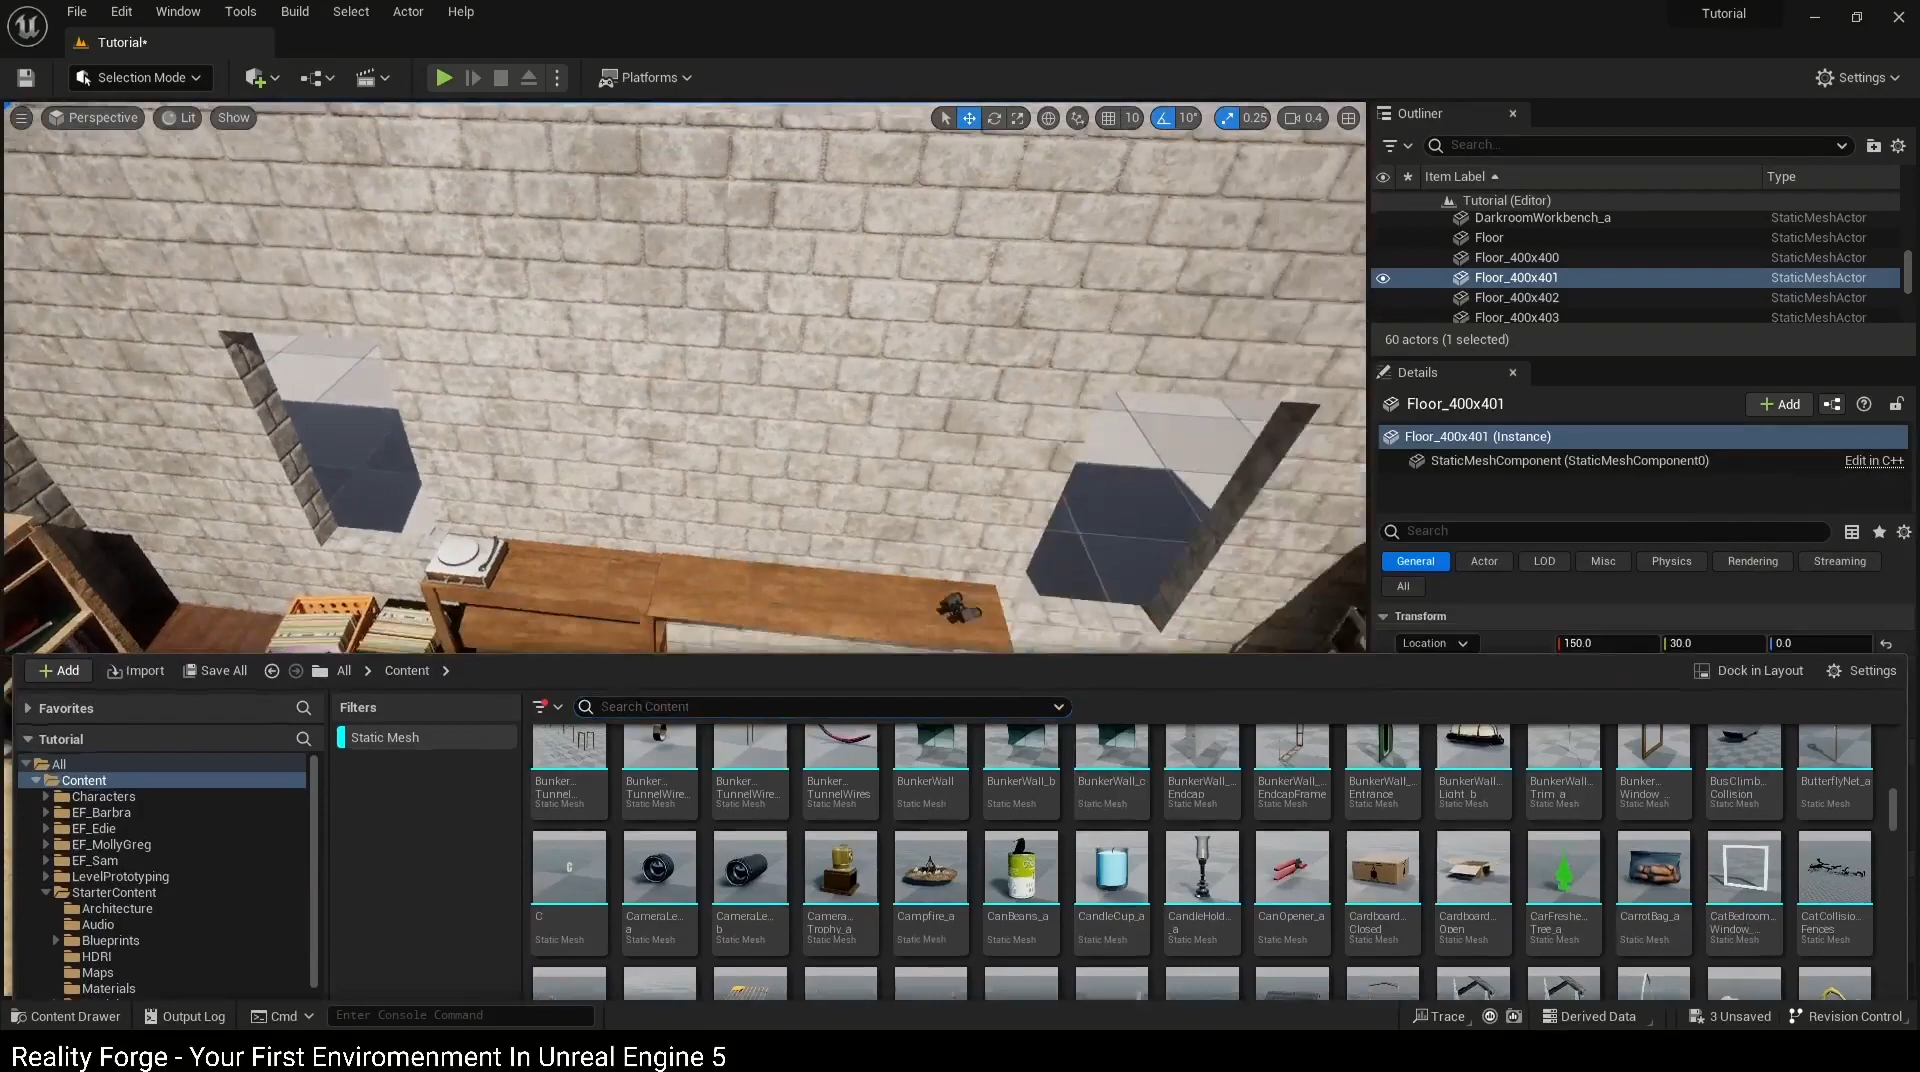 File Edit Window Tools Build Select Actor Help
Tutorial
Tutorial*
Selection Mode
Platforms
Settings
Perspective Lit Show
10 10° 0.25 0.4
Outliner
Search...
Item Label Type
Tutorial (Editor)
DarkroomWorkbench_a StaticMeshActor
Floor StaticMeshActor
Floor_400x400 StaticMeshActor
Floor_400x401 StaticMeshActor
Floor_400x402 StaticMeshActor
Floor_400x403 StaticMeshActor
60 actors (1 selected)
Details
Floor_400x401
Add
Floor_400x401 (Instance)
StaticMeshComponent (StaticMeshComponent0) Edit in C++
Search
General Actor LOD Misc Physics Rendering Streaming
All
Transform
Location 150.0 30.0 0.0
Add Import Save All All Content
Dock in Layout Settings
Favorites
Tutorial
All
Content
Characters
EF_Barbra
EF_Edie
EF_MollyGreg
EF_Sam
LevelPrototyping
StarterContent
Architecture
Audio
Blueprints
HDRI
Maps
Materials
Filters
Static Mesh
Search Content
Bunker... Bunker... Bunker... Bunker... BunkerWall BunkerWall_b BunkerWall_c BunkerWall_... BunkerWall_... BunkerWall_... BunkerWall_... BunkerWall_... Bunker... BusClimb... ButterflyNet_a
Tunnel... TunnelWire... TunnelWire... TunnelWires Endcap EndcapFrame Entrance Light_b Trim_a Window_... Collision
Static Mesh Static Mesh Static Mesh Static Mesh Static Mesh Static Mesh Static Mesh Static Mesh Static Mesh Static Mesh Static Mesh Static Mesh Static Mesh Static Mesh Static Mesh
C CameraLe... CameraLe... Camera... Campfire_a CanBeans_a CandleCup_a CandleHold... CanOpener_a Cardboard... Cardboard... CarFreshe... CarrotBag_a CatBedroom... CatCollisio...
a b Trophy_a _a Closed Open Tree_a Window_... Fences
Static Mesh Static Mesh Static Mesh Static Mesh Static Mesh Static Mesh Static Mesh Static Mesh Static Mesh Static Mesh Static Mesh Static Mesh Static Mesh Static Mesh Static Mesh
Content Drawer Output Log Cmd Enter Console Command
Trace Derived Data 3 Unsaved Revision Control
Reality Forge - Your First Enviromenment In Unreal Engine 5